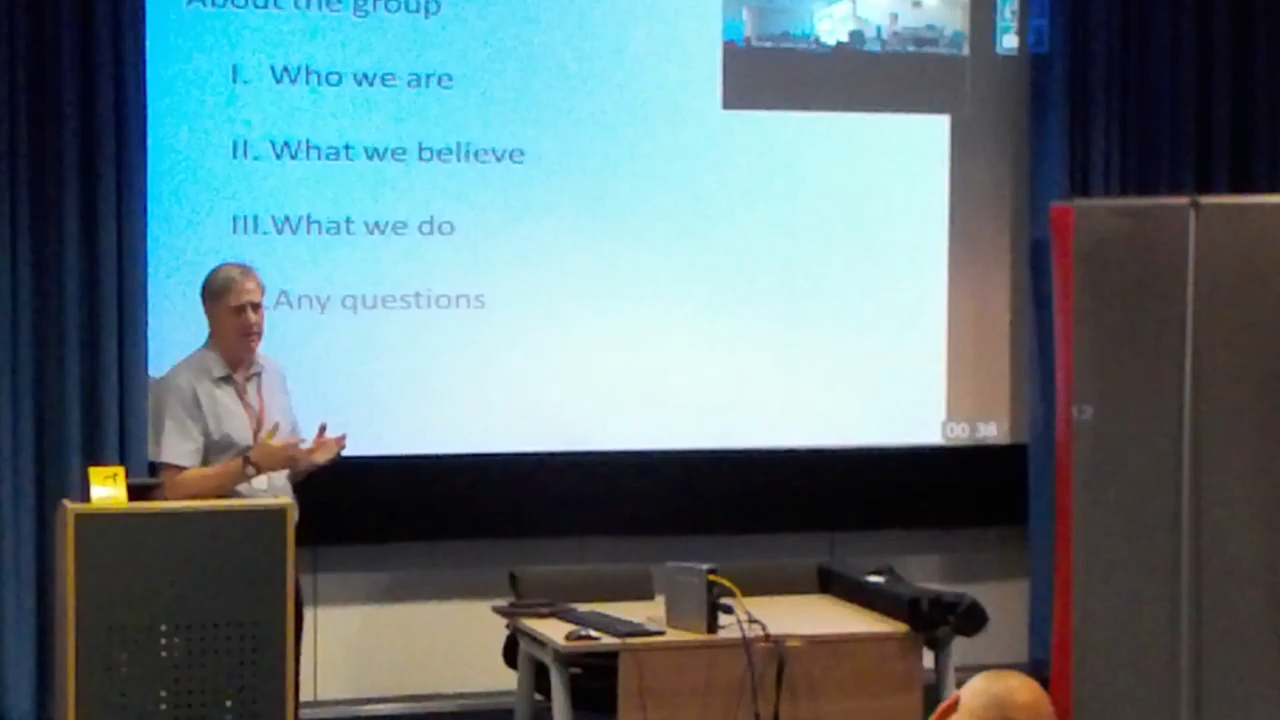 About the group
I. Who we are
II. What we believe
III.What we do
.Any questions
00 38